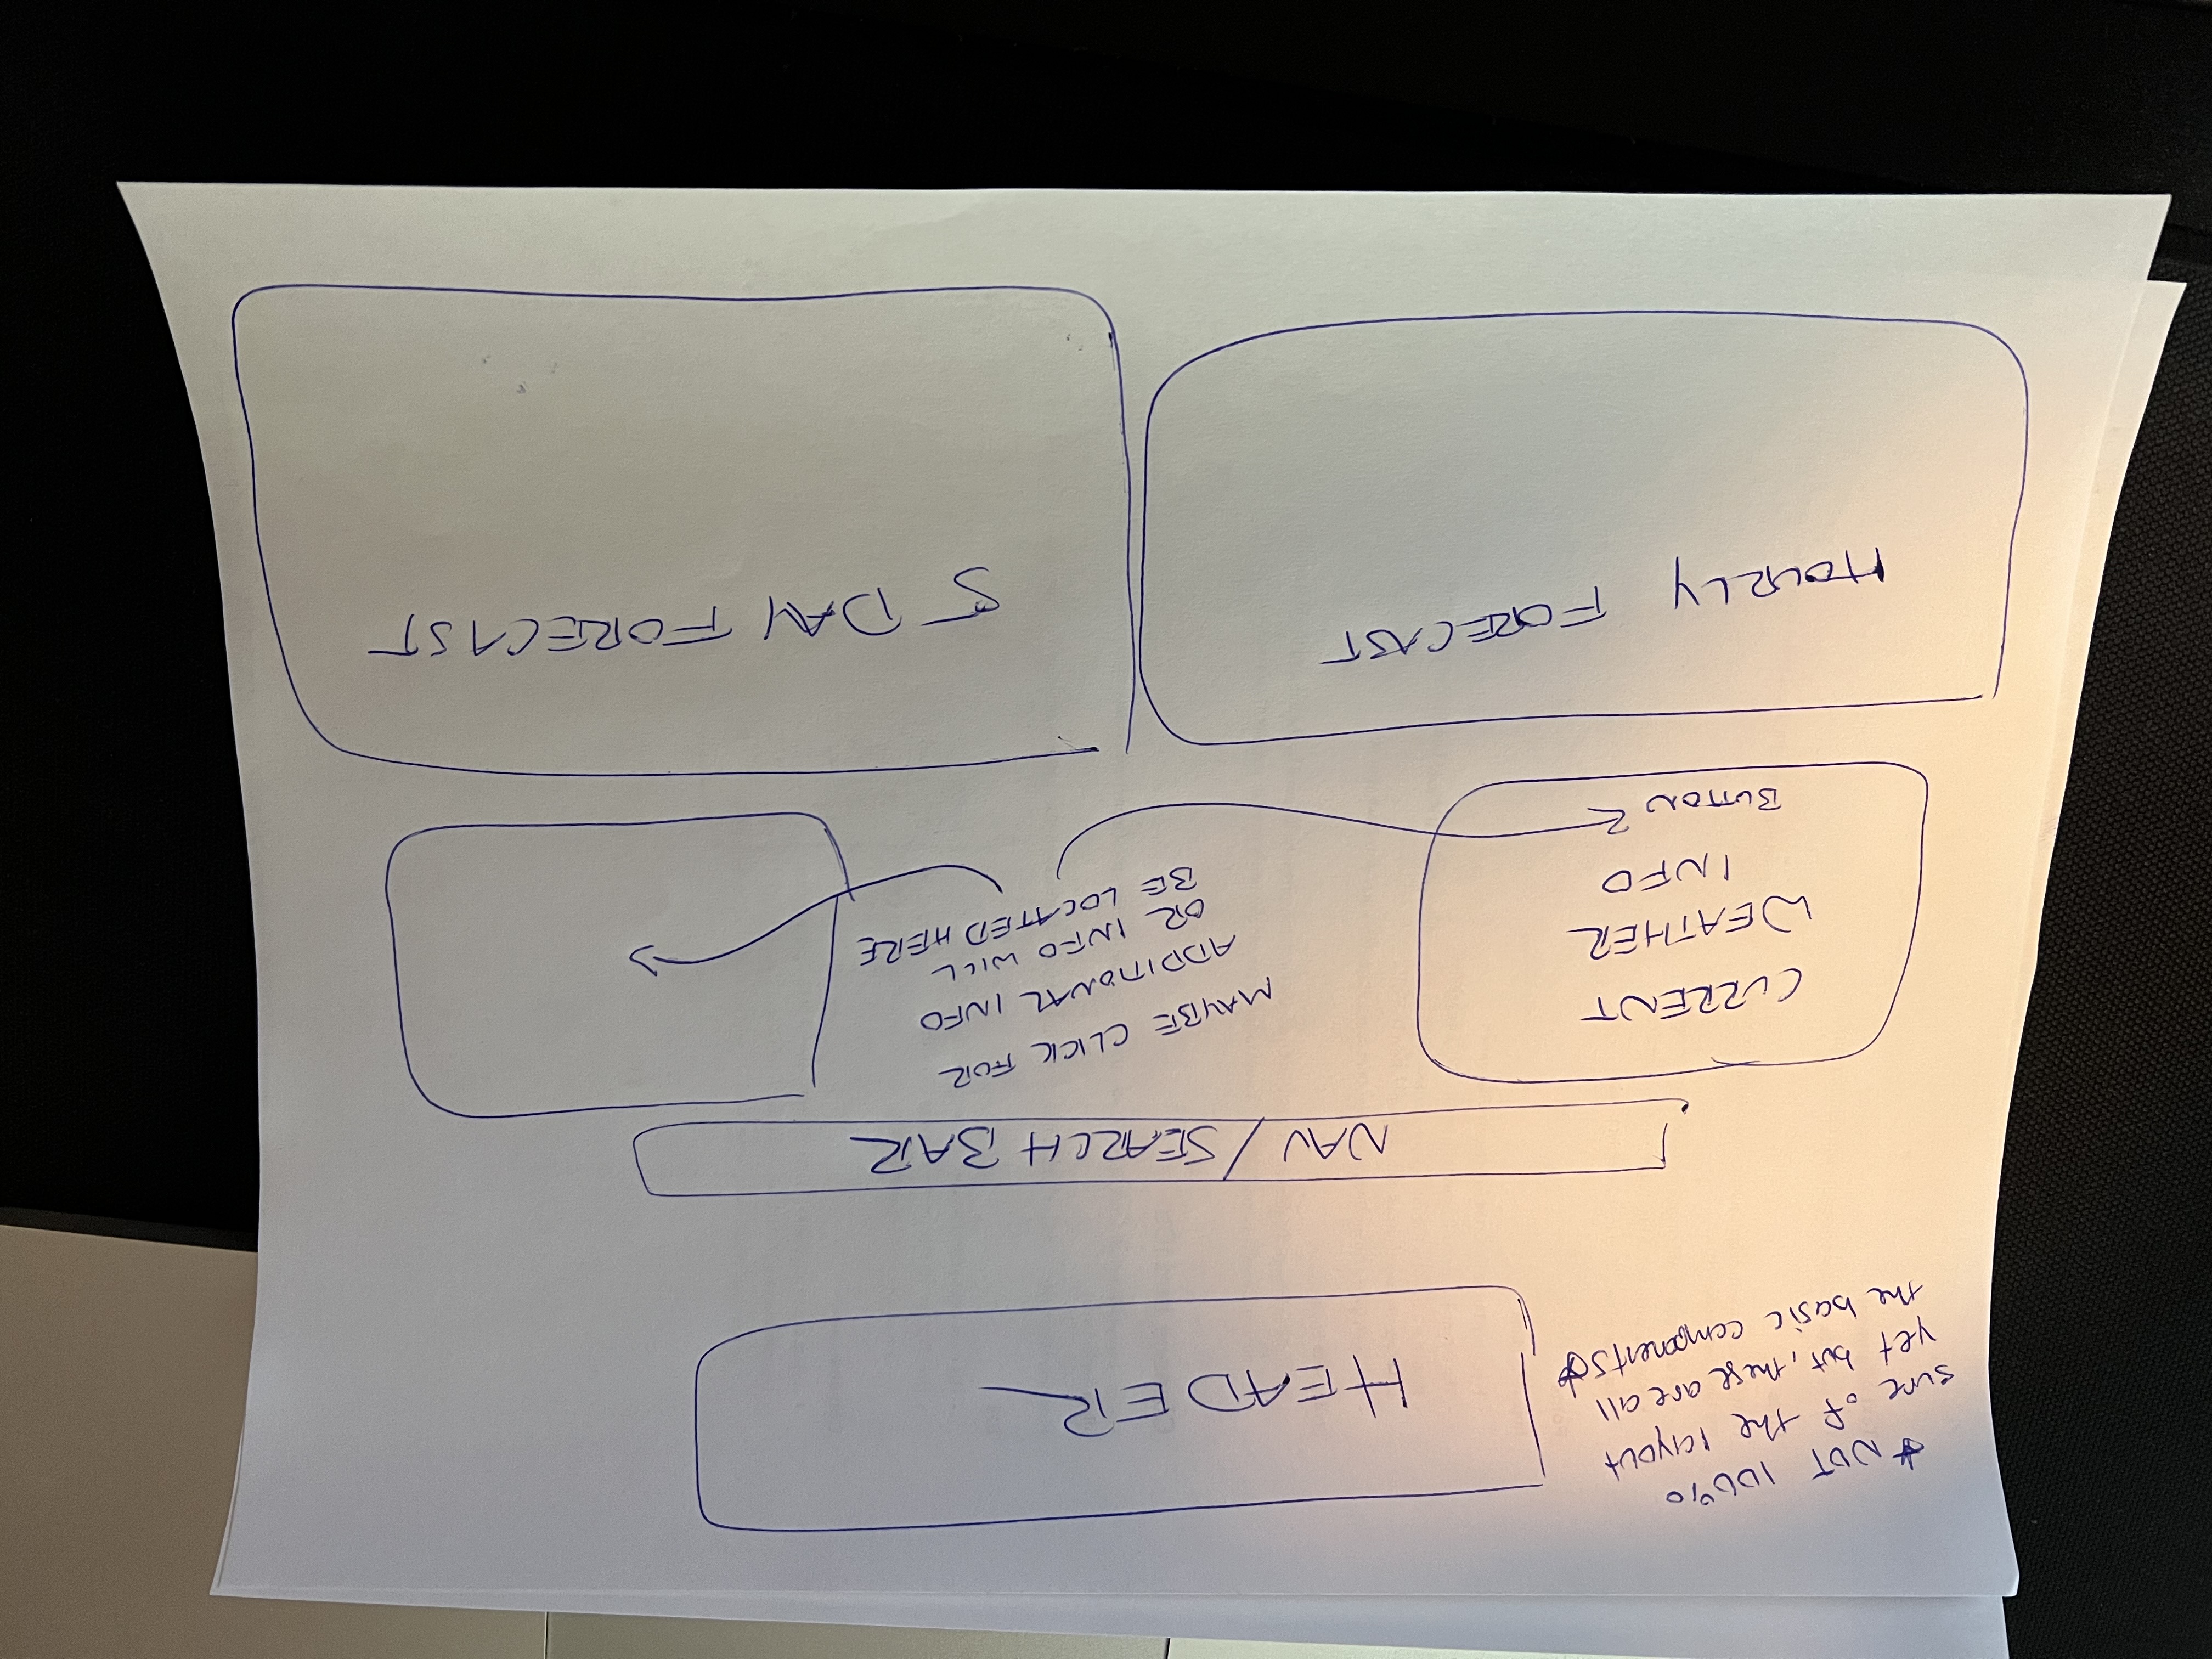 *NOT 100%
sure of the layout
yet but, these are all
the basic components*
HEADER
NAV / SEARCH BAR
CURRENT
WEATHER
INFO
BUTTON
MAYBE CLICK FOR
ADDITIONAL INFO
OR INFO WILL
BE LOCATED HERE
HOURLY FORECAST
5 DAY FORECAST